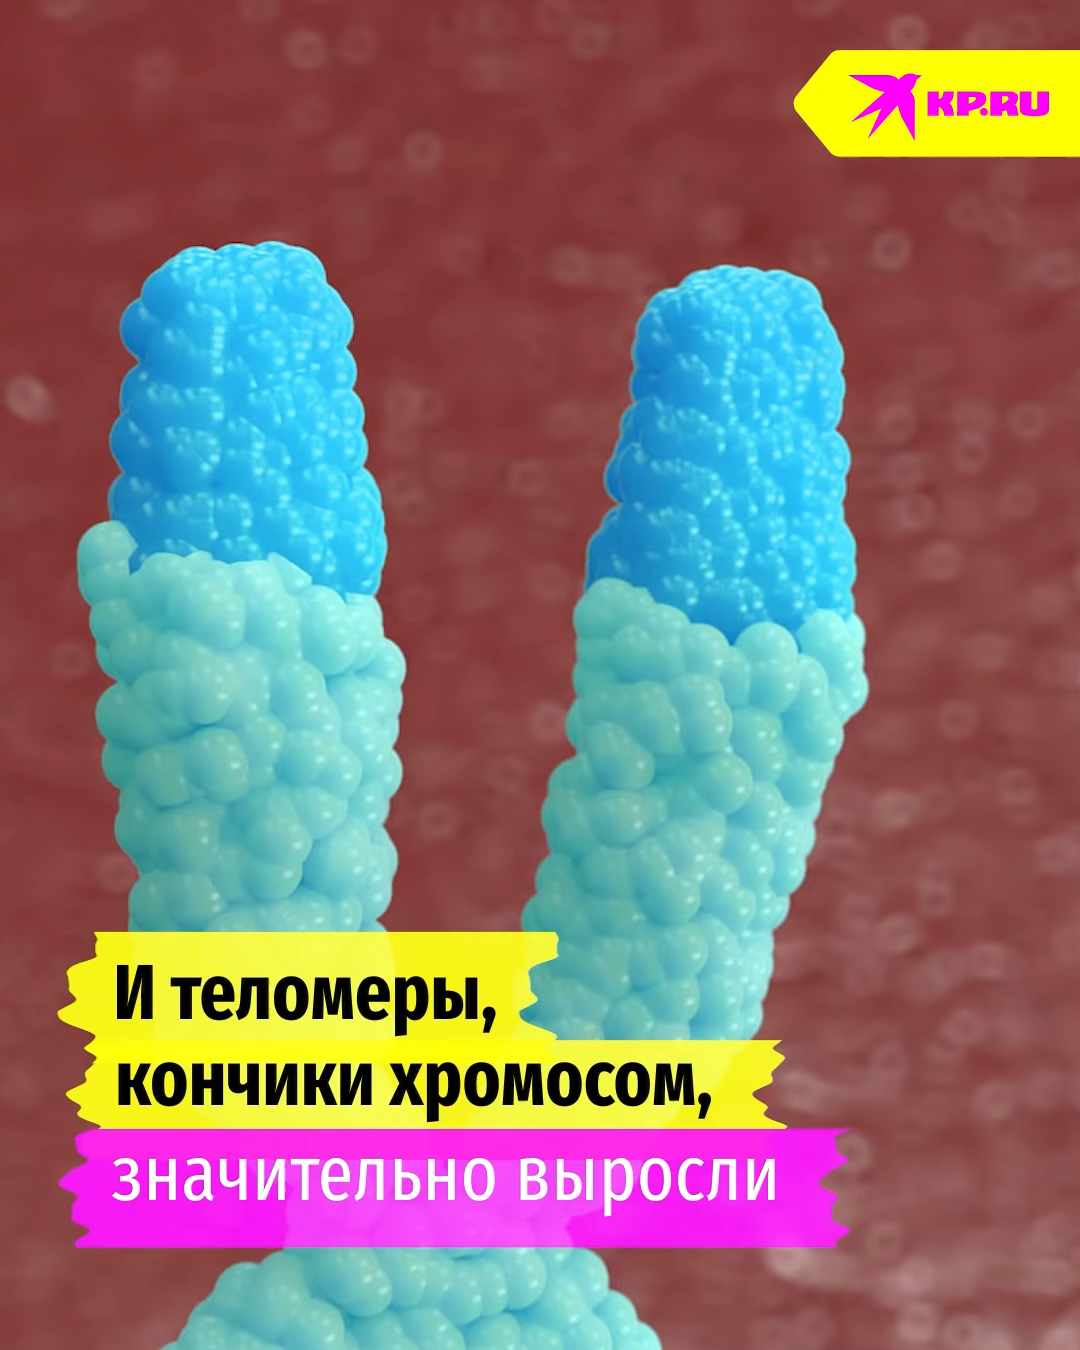 KP.RU
И теломеры,
кончики хромосом,
значительно выросли